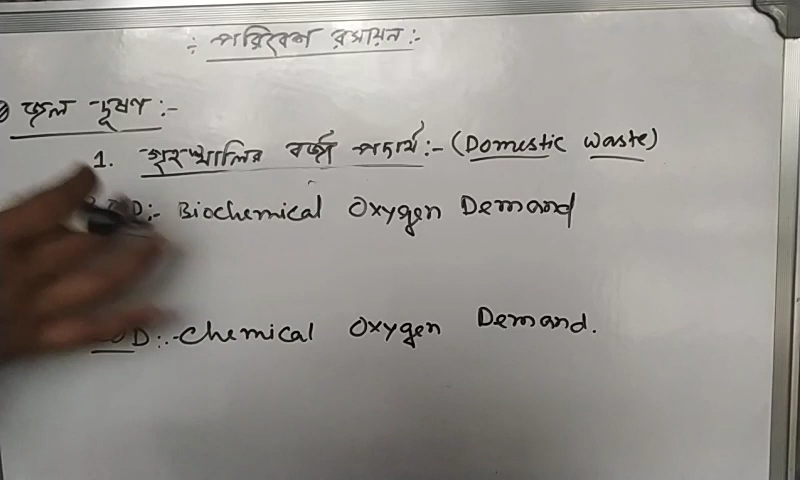 ÷ পরিবেশ রসায়ন :-
জল দূষণ :-
1. গৃহস্থালির বর্জ্য পদার্থ :- (Domestic Waste)
D:- Biochemical Oxygen Demand
D:- Chemical Oxygen Demand.